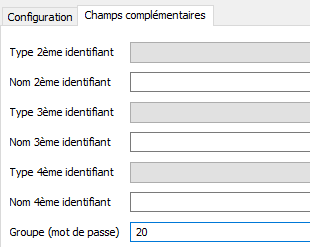 Configuration Champs complémentaires
Type 2ème identifiant
Nom 2ème identifiant
Type 3ème identifiant
Nom 3ème identifiant
Type 4ème identifiant
Nom 4ème identifiant
Groupe (mot de passe) 20